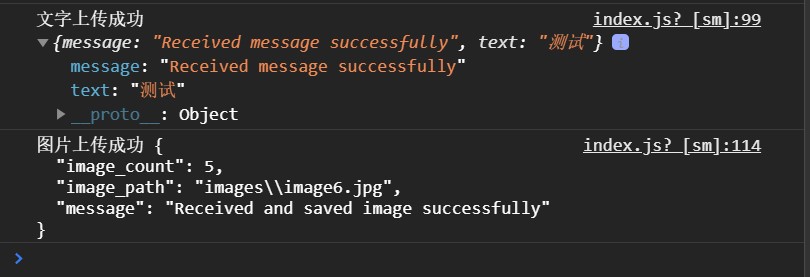 文字上传成功 index.js? [sm]:99
▼{message: "Received message successfully", text: "测试"} i
message: "Received message successfully"
text: "测试"
▶__proto__: Object
图片上传成功 { index.js? [sm]:114
"image_count": 5,
"image_path": "images\\image6.jpg",
"message": "Received and saved image successfully"
}
>